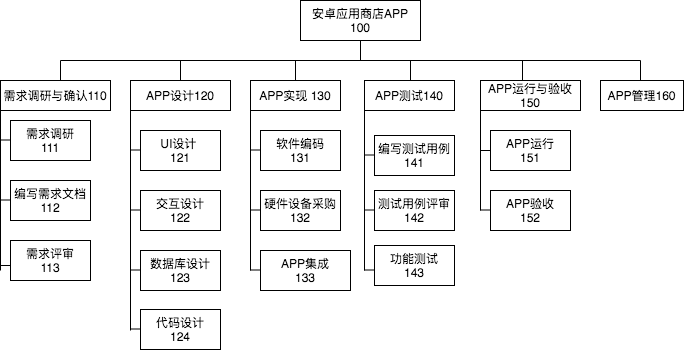 安卓应用商店APP
100
需求调研与确认110
APP设计120
APP实现 130
APP测试140
APP运行与验收
150
APP管理160
需求调研
111
编写需求文档
112
需求评审
113
UI设计
121
交互设计
122
数据库设计
123
代码设计
124
软件编码
131
硬件设备采购
132
APP集成
133
编写测试用例
141
测试用例评审
142
功能测试
143
APP运行
151
APP验收
152